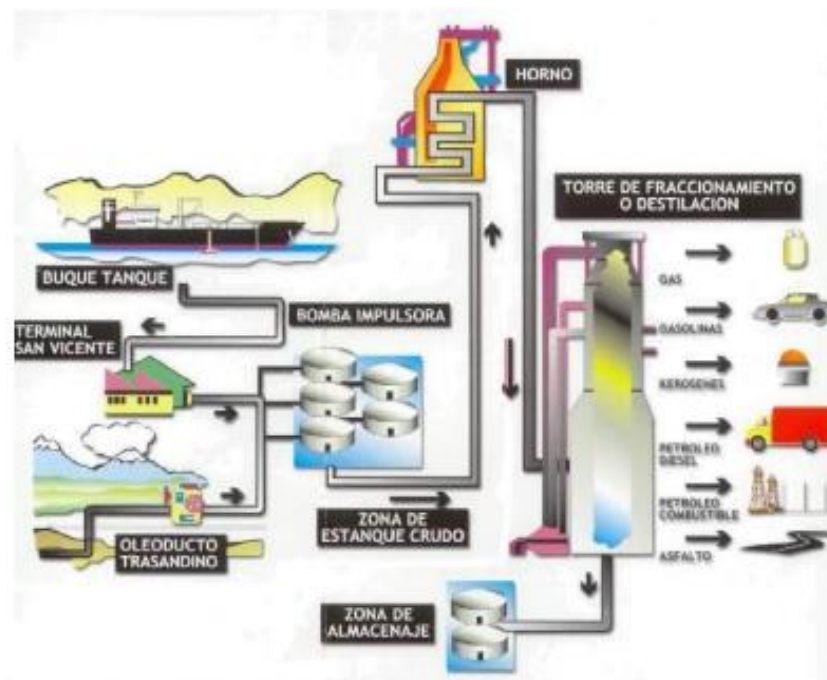 HORNO
TORRE DE FRACCIONAMIENTO
O DESTILACION
BUQUE TANQUE
TERMINAL
SAN VICENTE
BOMBA IMPULSORA
GAS
GASOLINAS
KEROSENES
PETROLEO
DIESEL
PETROLEO
COMBUSTIBLE
ASFALTO
OLEODUCTO
TRASANDINO
ZONA DE
ESTANQUE CRUDO
ZONA DE
ALMACENAJE